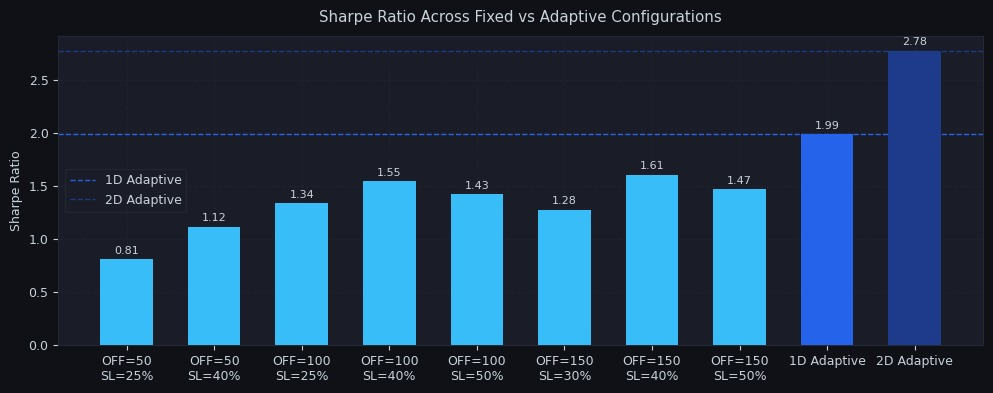 Sharpe Ratio Across Fixed vs Adaptive Configurations
Sharpe Ratio
2.5
2.0
1.5
1.0
0.5
0.0
1D Adaptive
2D Adaptive
0.81
1.12
1.34
1.55
1.43
1.28
1.61
1.47
1.99
2.78
OFF=50
SL=25%
OFF=50
SL=40%
OFF=100
SL=25%
OFF=100
SL=40%
OFF=100
SL=50%
OFF=150
SL=30%
OFF=150
SL=40%
OFF=150
SL=50%
1D Adaptive
2D Adaptive